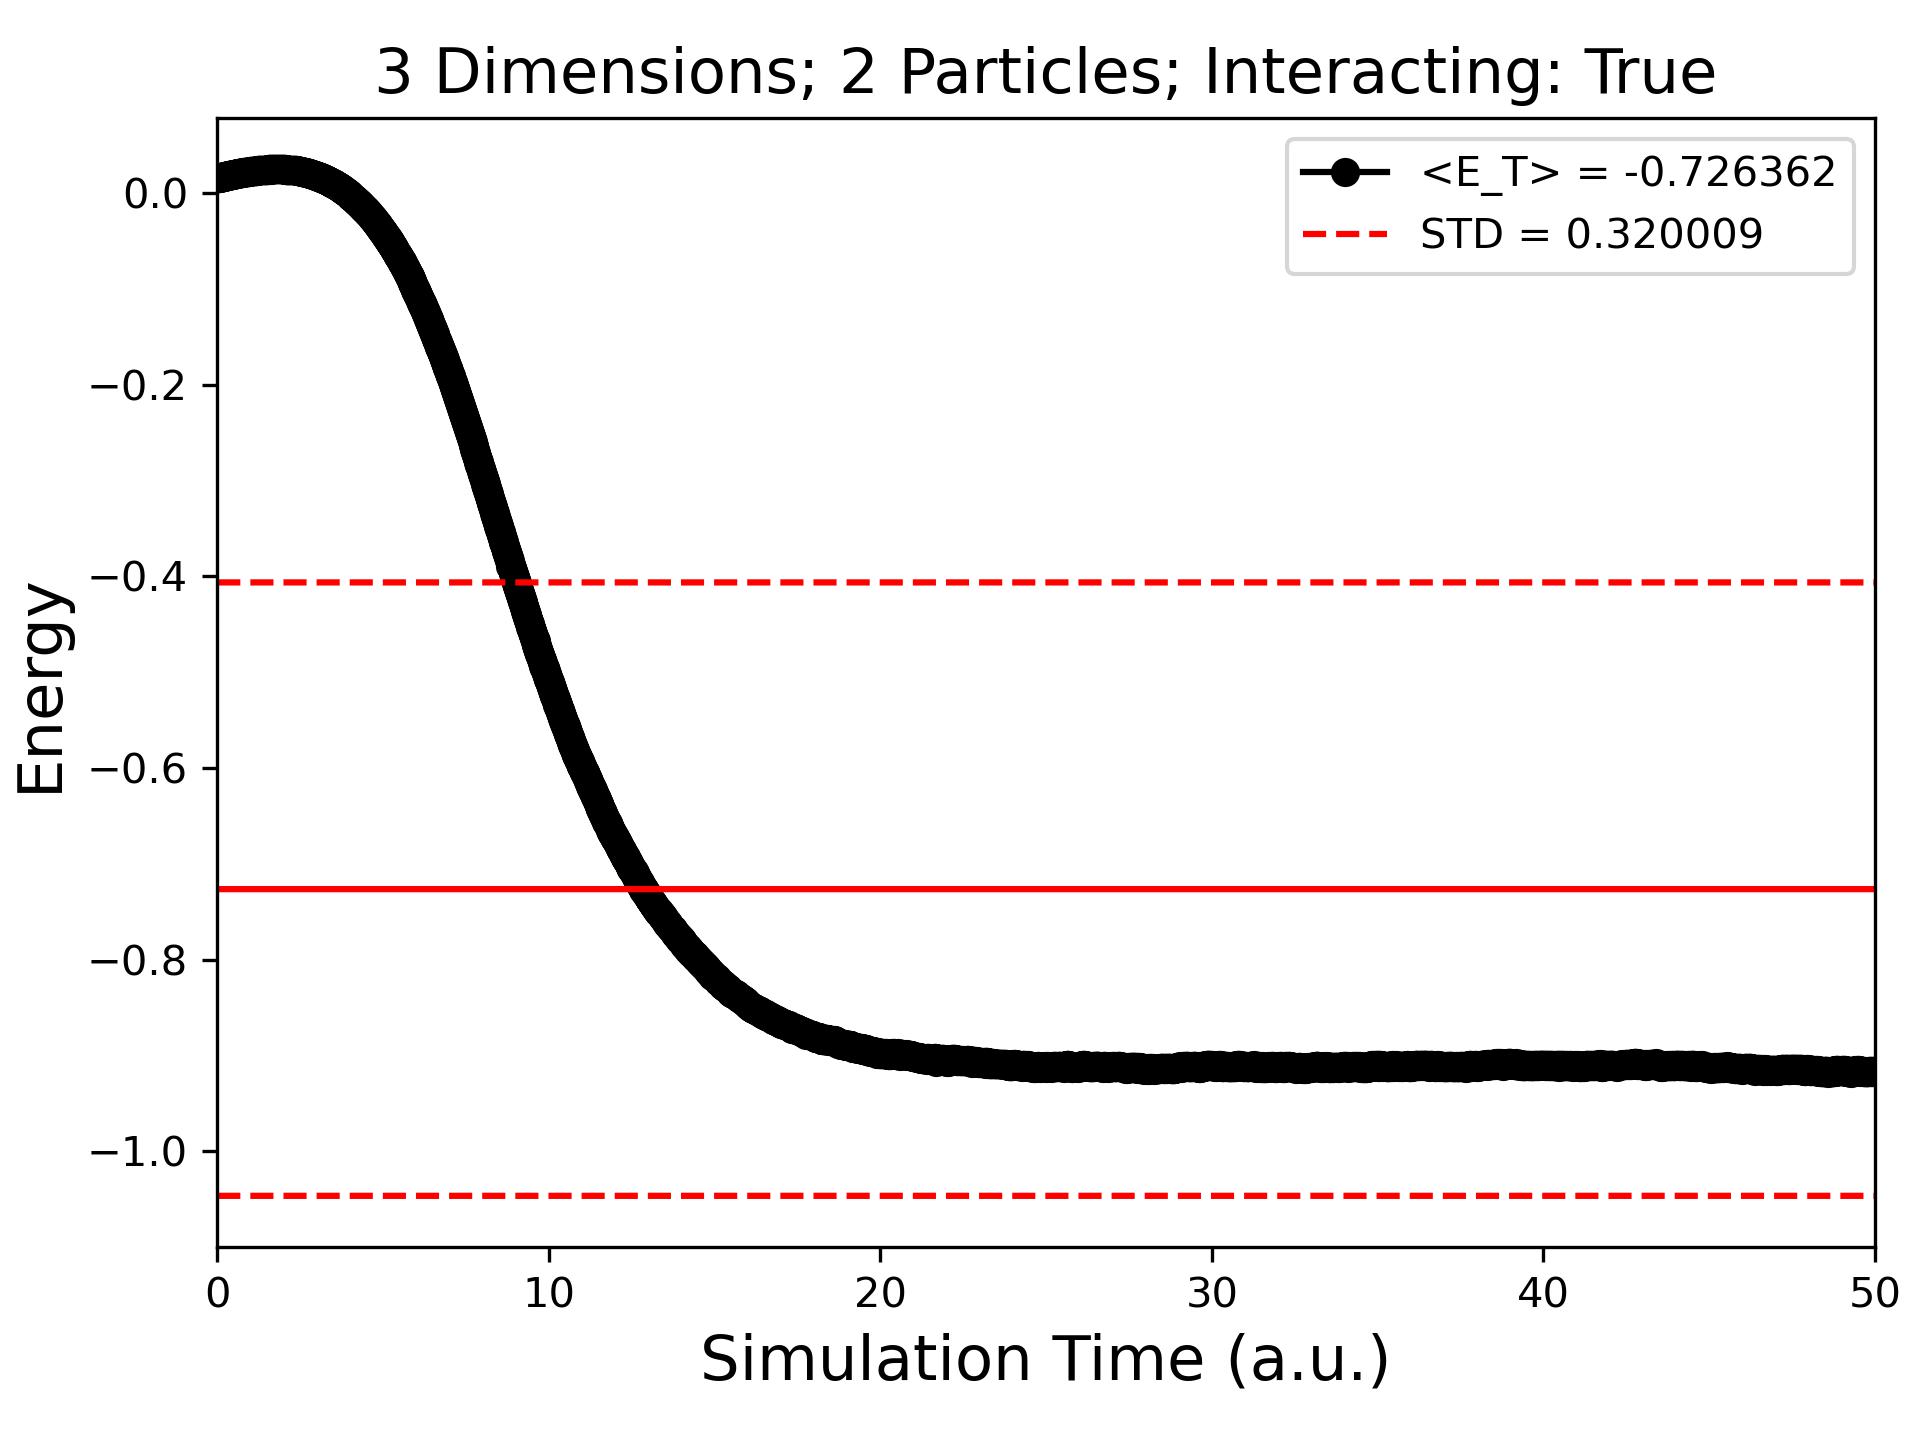 3 Dimensions; 2 Particles; Interacting: True
<E_T> = -0.726362
STD = 0.320009
Energy
0.0
−0.2
−0.4
−0.6
−0.8
−1.0
0 10 20 30 40 50
Simulation Time (a.u.)